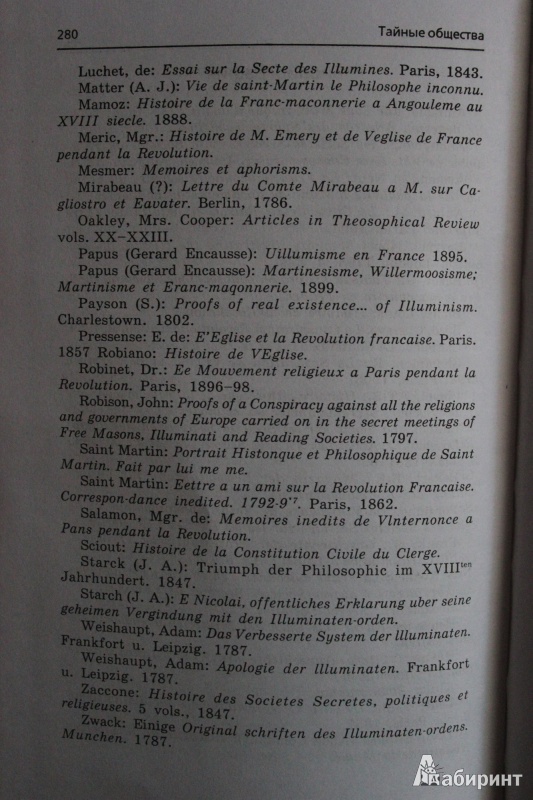 280 Тайные общества
Luchet, de: Essai sur la Secte des Illumines. Paris, 1843.
Matter (A. J.): Vie de saint-Martin le Philosophe inconnu.
Mamoz: Histoire de la Franc-maconnerie a Angouleme au
XVIII siecle. 1888.
Meric, Mgr.: Histoire de M. Emery et de Veglise de France
pendant la Revolution.
Mesmer: Memoires et aphorisms.
Mirabeau (?): Lettre du Comte Mirabeau a M. sur Ca-
gliostro et Eavater. Berlin, 1786.
Oakley, Mrs. Cooper: Articles in Theosophical Review
vols. XX–XXIII.
Papus (Gerard Encausse): Uillumisme en France 1895.
Papus (Gerard Encausse): Martinesisme, Willermoosisme;
Martinisme et Eranc-maqonnerie. 1899.
Payson (S.): Proofs of real existence... of Illuminism.
Charlestown. 1802.
Pressense: E. de: E'Eglise et la Revolution francaise. Paris.
1857 Robiano: Histoire de VEglise.
Robinet, Dr.: Ee Mouvement religieux a Paris pendant la
Revolution. Paris, 1896–98.
Robison, John: Proofs of a Conspiracy against all the religions
and governments of Europe carried on in the secret meetings of
Free Masons. Illuminati and Reading Societies. 1797.
Saint Martin: Portrait Histonque et Philosophique de Saint
Martin. Fait par lui me me.
Saint Martin: Eettre a un ami sur la Revolution Francaise.
Correspon-dance inedited. 1792-9*7. Paris, 1862.
Salamon, Mgr. de: Memoires inedits de Vlnternonce a
Pans pendant la Revolution.
Sciout: Histoire de la Constitution Civile du Clerge.
Starck (J. A.): Triumph der Philosophic im XVIIIten
Jahrhundert. 1847.
Starch (J. A.): E Nicolai, offentliches Erklarung uber seine
geheimen Vergindung mit den Illuminaten-orden.
Weishaupt, Adam: Das Verbesserte System der llluminaten.
Frankfort u. Leipzig. 1787.
Weishaupt, Adam: Apologie der llluminaten. Frankfort
u. Leipzig. 1787.
Zaccone: Histoire des Societes Secretes, politiques et
religieuses. 5 vols., 1847.
Zwack: Einige Original schriften des Illuminaten-ordens.
Munchen. 1787.
Лабиринт